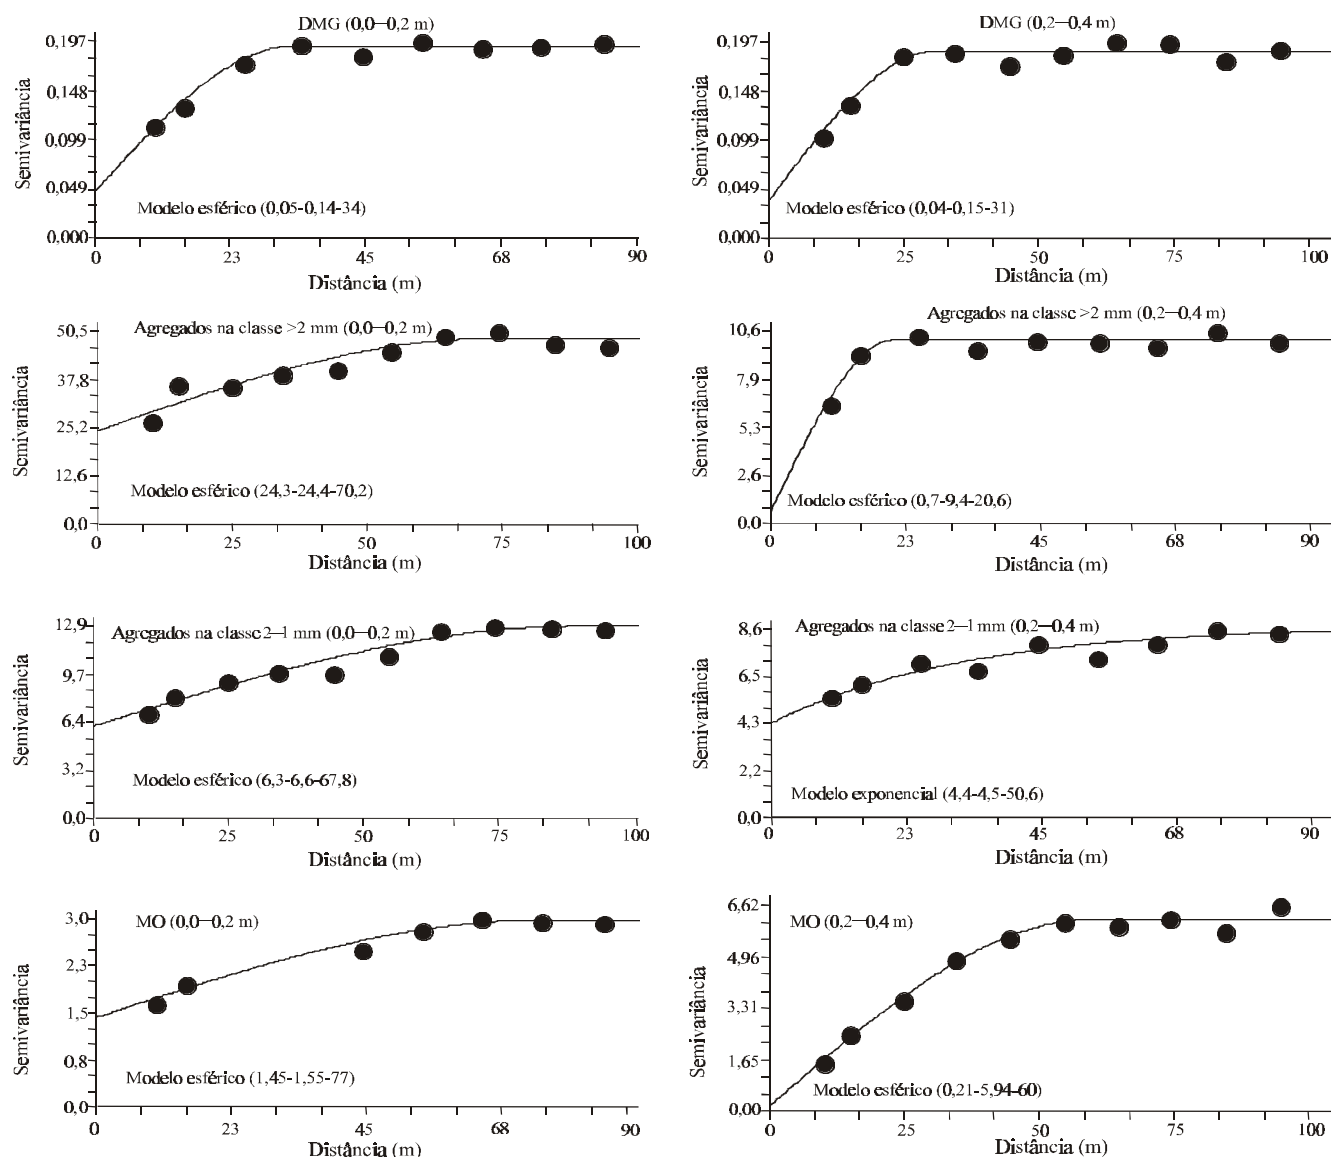 DMG (0,0—0,2 m)
0,197
0,148
0,099
0,049
0,000
Semivariância
Modelo esférico (0,05-0,14-34)
0 23 45 68 90
Distância (m)
DMG (0,2—0,4 m)
0,197
0,148
0,099
0,049
0,000
Semivariância
Modelo esférico (0,04-0,15-31)
0 25 50 75 100
Distância (m)
Agregados na classe >2 mm (0,0—0,2 m)
50,5
37,8
25,2
12,6
0,0
Semivariância
Modelo esférico (24,3-24,4-70,2)
0 25 50 75 100
Distância (m)
Agregados na classe >2 mm (0,2—0,4 m)
10,6
7,9
5,3
2,6
0,0
Semivariância
Modelo esférico (0,7-9,4-20,6)
0 23 45 68 90
Distância (m)
Agregados na classe 2—1 mm (0,0—0,2 m)
12,9
9,7
6,4
3,2
0,0
Semivariância
Modelo esférico (6,3-6,6-67,8)
0 25 50 75 100
Distância (m)
Agregados na classe 2—1 mm (0,2—0,4 m)
8,6
6,5
4,3
2,2
0,0
Semivariância
Modelo exponencial (4,4-4,5-50,6)
0 23 45 68 90
Distância (m)
MO (0,0—0,2 m)
3,0
2,3
1,5
0,8
0,0
Semivariância
Modelo esférico (1,45-1,55-77)
0 23 45 68 90
Distância (m)
MO (0,2—0,4 m)
6,62
4,96
3,31
1,65
0,00
Semivariância
Modelo esférico (0,21-5,94-60)
0 25 50 75 100
Distância (m)